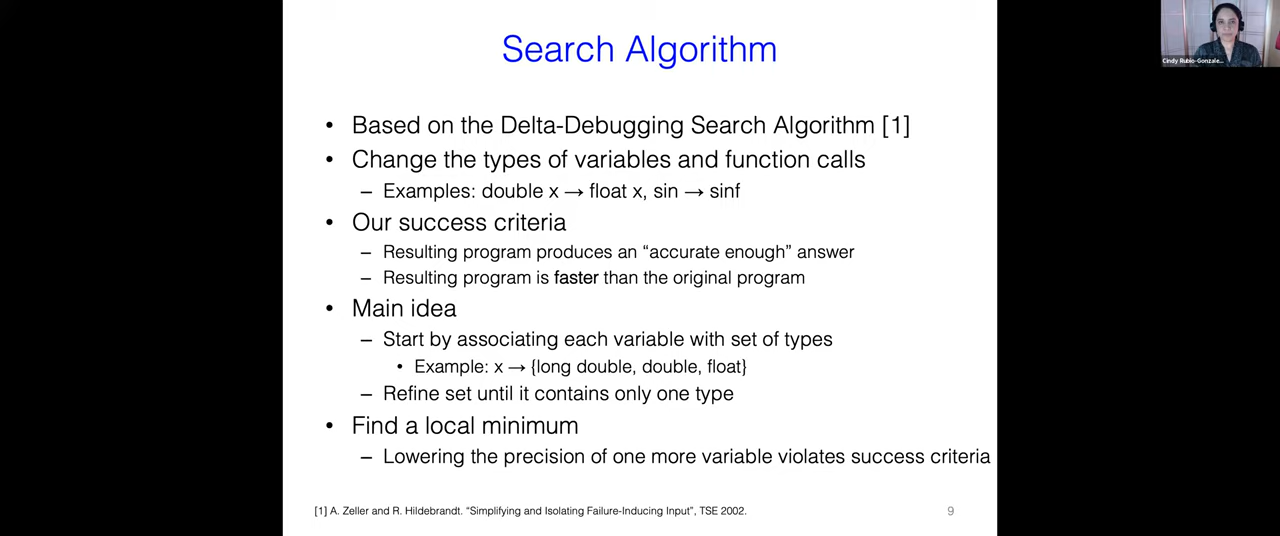 Search Algorithm
Cindy Rubio-Gonzale...
• Based on the Delta-Debugging Search Algorithm [1]
• Change the types of variables and function calls
– Examples: double x → float x, sin → sinf
• Our success criteria
– Resulting program produces an “accurate enough” answer
– Resulting program is faster than the original program
• Main idea
– Start by associating each variable with set of types
• Example: x → {long double, double, float}
– Refine set until it contains only one type
• Find a local minimum
– Lowering the precision of one more variable violates success criteria
[1] A. Zeller and R. Hildebrandt. “Simplifying and Isolating Failure-Inducing Input”, TSE 2002.
9